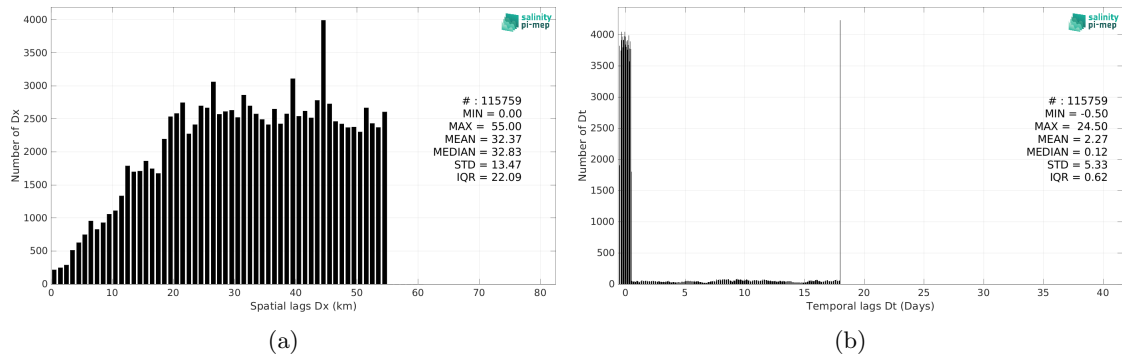 4000
3500
3000
2500
2000
1500
1000
500
0
Number of Dx
0 10 20 30 40 50 60 70 80
Spatial lags Dx (km)
salinity
pi-mep
# : 115759
MIN = 0.00
MAX = 55.00
MEAN = 32.37
MEDIAN = 32.83
STD = 13.47
IQR = 22.09
(a)
4000
3500
3000
2500
2000
1500
1000
500
0
Number of Dt
0 5 10 15 20 25 30 35 40
Temporal lags Dt (Days)
salinity
pi-mep
# : 115759
MIN = -0.50
MAX = 24.50
MEAN = 2.27
MEDIAN = 0.12
STD = 5.33
IQR = 0.62
(b)